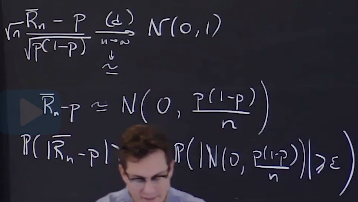 √n (R̄ₙ - p) / √(p(1-p)) →(d) n→∞ N(0,1)
↓
≃
R̄ₙ - p ≃ N(0, p(1-p)/n)
P(|R̄ₙ - p| > P(|N(0, p(1-p)/n)| ≥ ε)